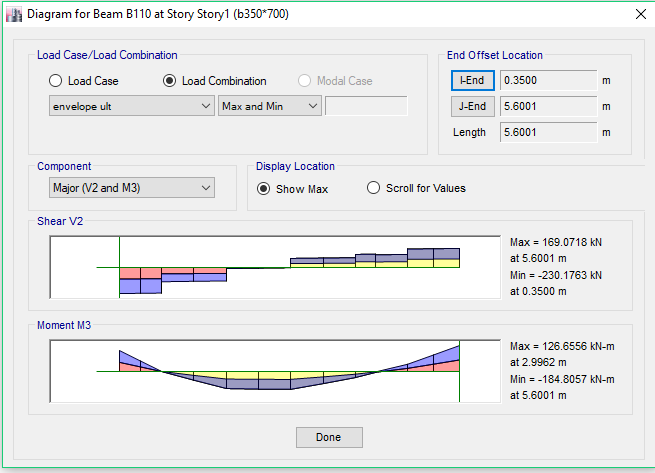 Diagram for Beam B110 at Story Story1 (b350*700)
Load Case/Load Combination
Load Case
Load Combination
Modal Case
envelope ult
Max and Min
End Offset Location
I-End
0.3500
m
J-End
5.6001
m
Length
5.6001
m
Component
Major (V2 and M3)
Display Location
Show Max
Scroll for Values
Shear V2
Max = 169.0718 kN
at 5.6001 m
Min = -230.1763 kN
at 0.3500 m
Moment M3
Max = 126.6556 kN-m
at 2.9962 m
Min = -184.8057 kN-m
at 5.6001 m
Done